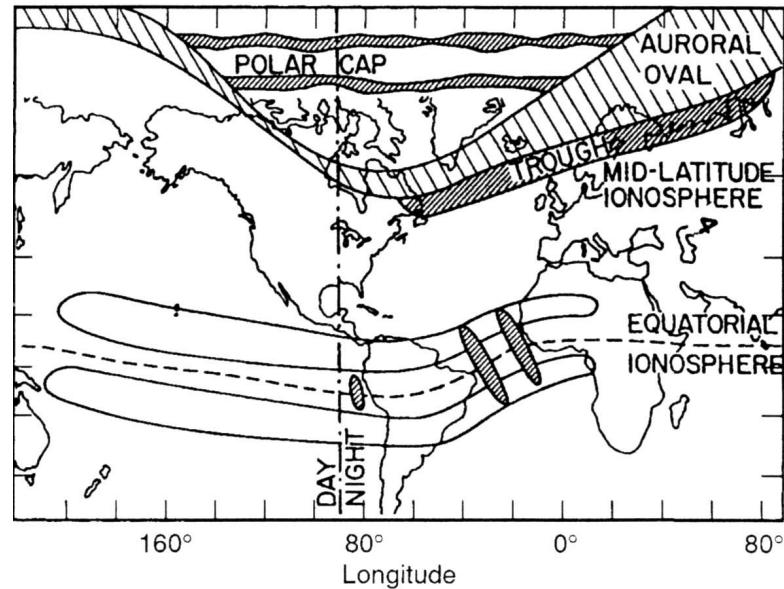 POLAR CAP
AURORAL
OVAL
TROUGH
MID-LATITUDE
IONOSPHERE
EQUATORIAL
IONOSPHERE
DAY
NIGHT
160° 80° 0° 80°
Longitude